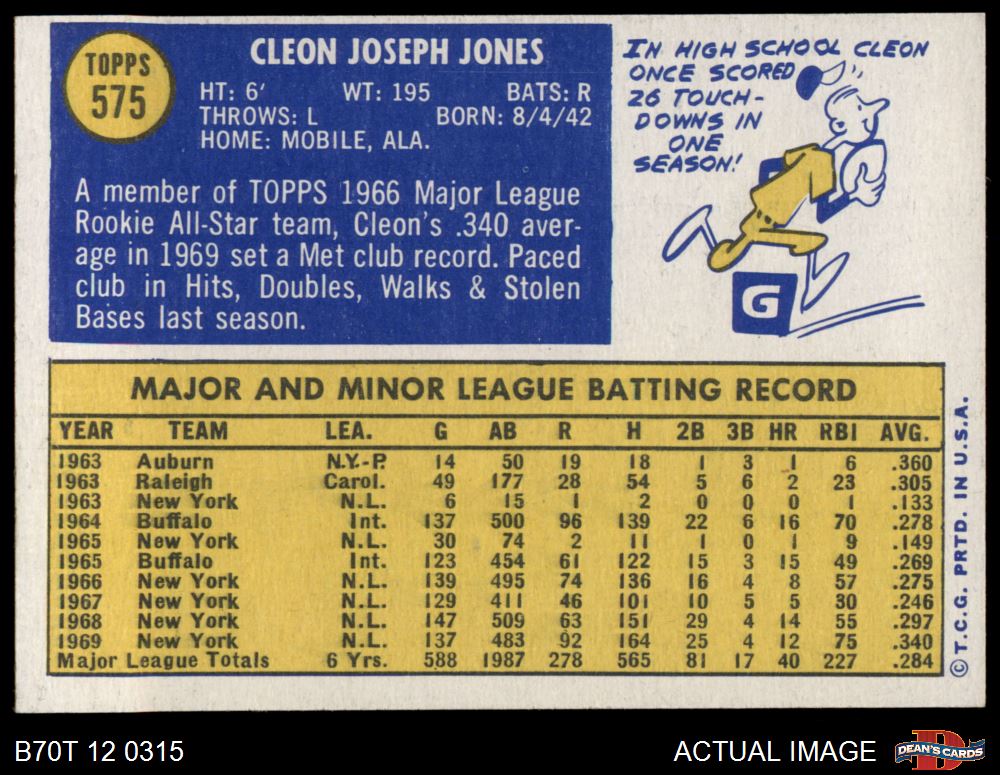 TOPPS
575
CLEON JOSEPH JONES
HT: 6' WT: 195 BATS: R
THROWS: L BORN: 8/4/42
HOME: MOBILE, ALA.
A member of TOPPS 1966 Major League
Rookie All-Star team, Cleon's .340 aver-
age in 1969 set a Met club record. Paced
club in Hits, Doubles, Walks & Stolen
Bases last season.
IN HIGH SCHOOL CLEON
ONCE SCORED
26 TOUCH-
DOWNS IN
ONE
SEASON!
G
MAJOR AND MINOR LEAGUE BATTING RECORD
YEAR TEAM LEA. G AB R H 2B 3B HR RBI AVG.
1963 Auburn N.Y.-P. 14 50 19 18 1 3 1 6 .360
1963 Raleigh Carol. 49 177 28 54 5 6 2 23 .305
1963 New York N.L. 6 15 1 2 0 0 0 1 .133
1964 Buffalo Int. 137 500 96 139 22 6 16 70 .278
1965 New York N.L. 30 74 2 11 1 0 1 9 .149
1965 Buffalo Int. 123 454 61 122 15 3 15 49 .269
1966 New York N.L. 139 495 74 136 16 4 8 57 .275
1967 New York N.L. 129 411 46 101 10 5 5 30 .246
1968 New York N.L. 147 509 63 151 29 4 14 55 .297
1969 New York N.L. 137 483 92 164 25 4 12 75 .340
Major League Totals 6 Yrs. 588 1987 278 565 81 17 40 227 .284
© T.C.G. PRTD. IN U.S.A.
B70T 12 0315
ACTUAL IMAGE
DEAN'S CARDS